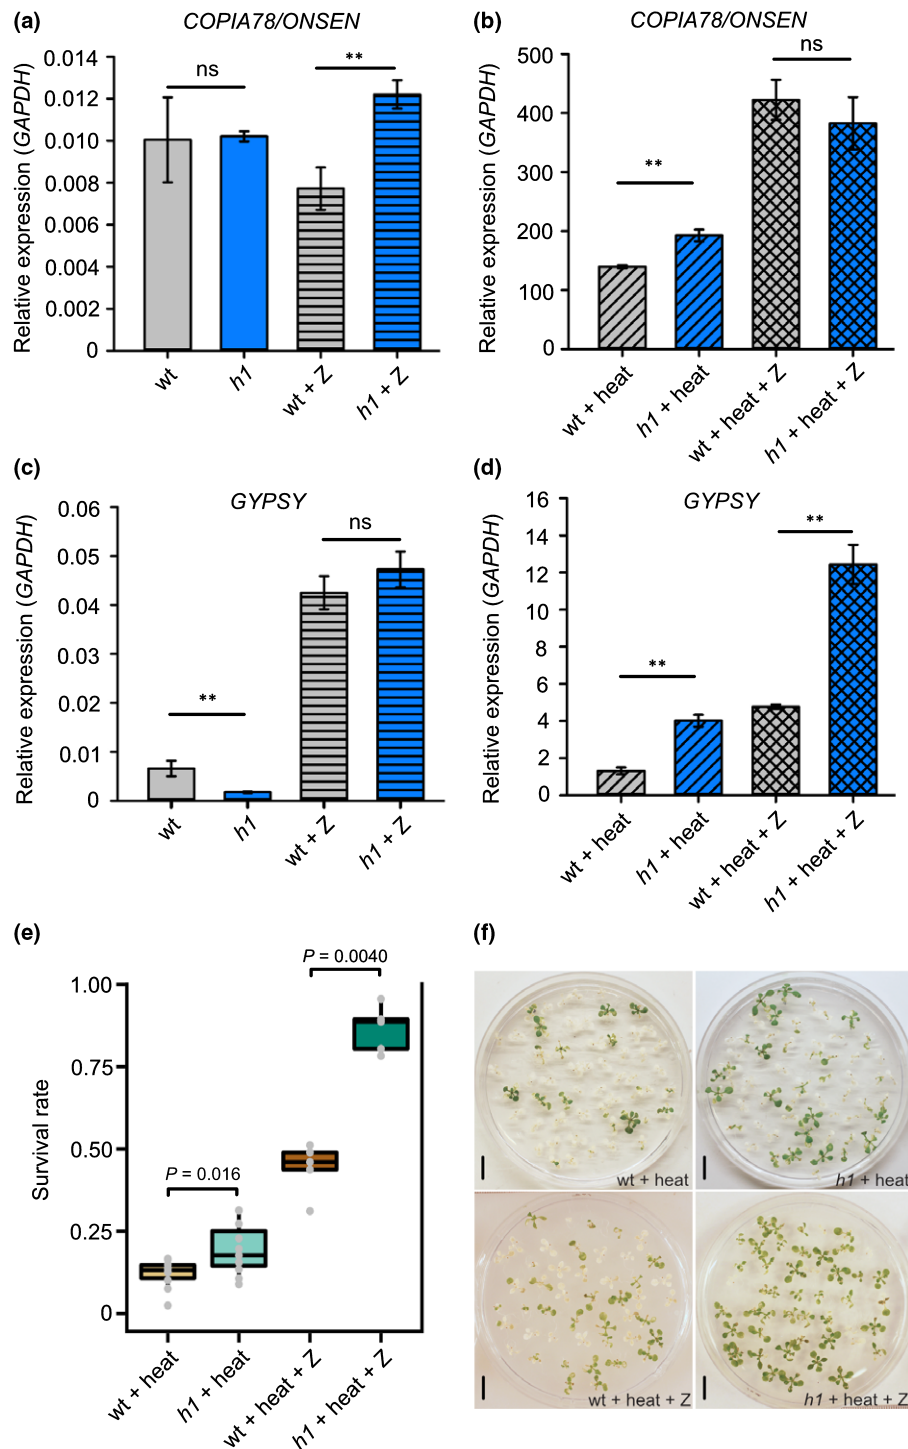 (a)
COPIA78/ONSEN
Relative expression (GAPDH)
0.014
0.012
0.010
0.008
0.006
0.004
0.002
0
ns
**
wt
h1
wt + Z
h1 + Z
(b)
COPIA78/ONSEN
Relative expression (GAPDH)
500
400
300
200
100
0
**
ns
wt + heat
h1 + heat
wt + heat + Z
h1 + heat + Z
(c)
GYPSY
Relative expression (GAPDH)
0.06
0.05
0.04
0.03
0.02
0.01
0
**
ns
wt
h1
wt + Z
h1 + Z
(d)
GYPSY
Relative expression (GAPDH)
16
14
12
10
8
6
4
2
0
**
**
wt + heat
h1 + heat
wt + heat + Z
h1 + heat + Z
(e)
Survival rate
1.00
0.75
0.50
0.25
0
P = 0.016
P = 0.0040
wt + heat
h1 + heat
wt + heat + Z
h1 + heat + Z
(f)
wt + heat
h1 + heat
wt + heat + Z
h1 + heat + Z